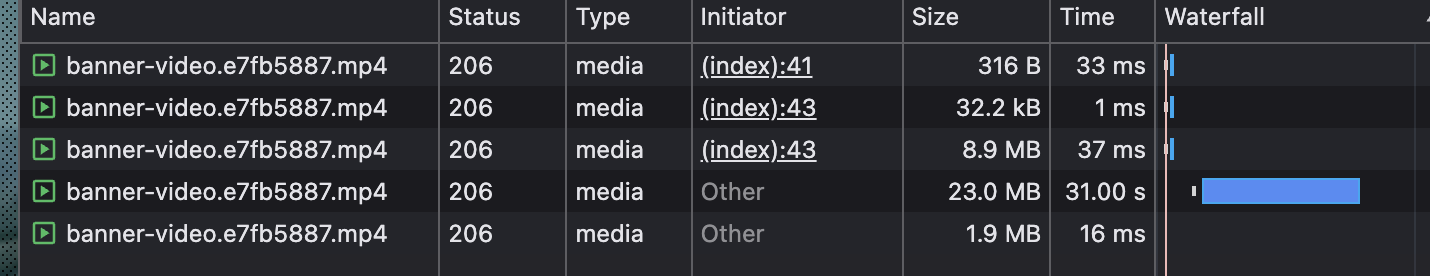 Name Status Type Initiator Size Time Waterfall
banner-video.e7fb5887.mp4 206 media (index):41 316 B 33 ms
banner-video.e7fb5887.mp4 206 media (index):43 32.2 kB 1 ms
banner-video.e7fb5887.mp4 206 media (index):43 8.9 MB 37 ms
banner-video.e7fb5887.mp4 206 media Other 23.0 MB 31.00 s
banner-video.e7fb5887.mp4 206 media Other 1.9 MB 16 ms